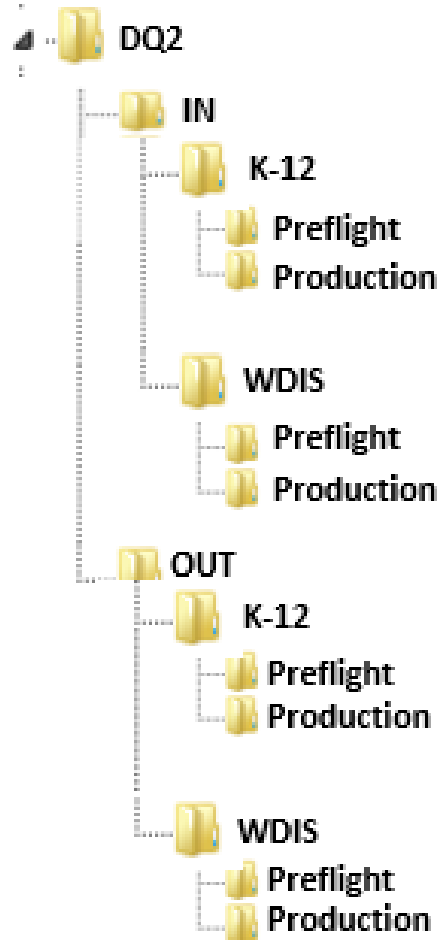 DQ2
IN
K-12
Preflight
Production
WDIS
Preflight
Production
OUT
K-12
Preflight
Production
WDIS
Preflight
Production